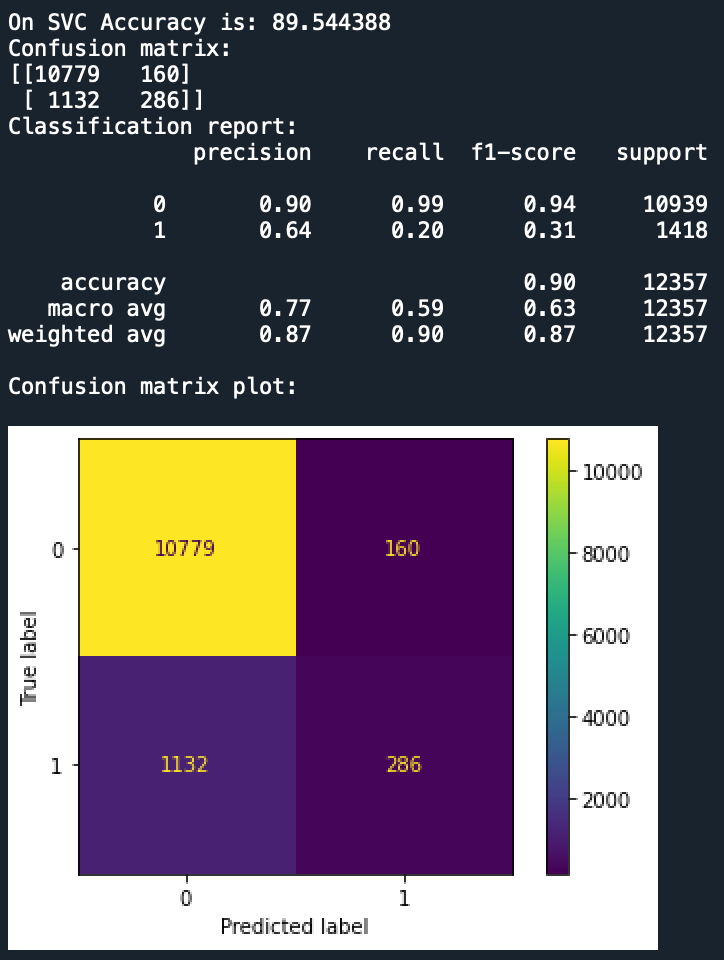 On SVC Accuracy is: 89.544388
Confusion matrix:
[[10779   160]
 [ 1132   286]]
Classification report:
              precision    recall  f1-score   support

           0       0.90      0.99      0.94     10939
           1       0.64      0.20      0.31      1418

    accuracy                           0.90     12357
   macro avg       0.77      0.59      0.63     12357
weighted avg       0.87      0.90      0.87     12357

Confusion matrix plot:
True label
0
1
10779 160
1132 286
0 1
Predicted label
10000
8000
6000
4000
2000